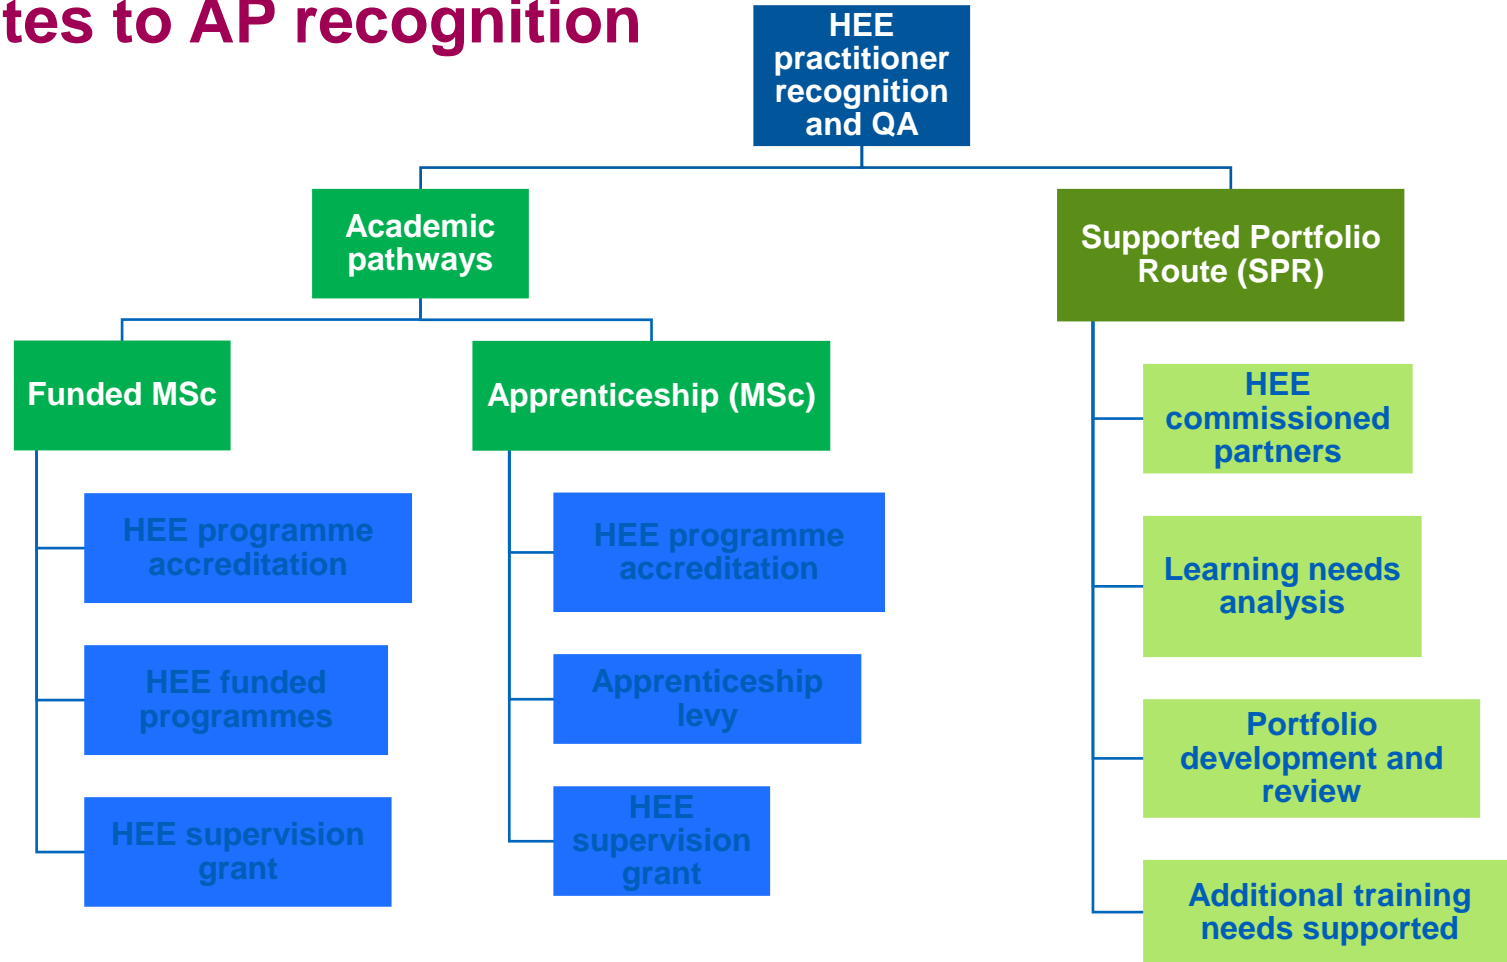 tes to AP recognition
HEE
practitioner
recognition
and QA
Academic
pathways
Supported Portfolio
Route (SPR)
Funded MSc
Apprenticeship (MSc)
HEE programme
accreditation
HEE funded
programmes
HEE supervision
grant
HEE programme
accreditation
Apprenticeship
levy
HEE
supervision
grant
HEE
commissioned
partners
Learning needs
analysis
Portfolio
development and
review
Additional training
needs supported